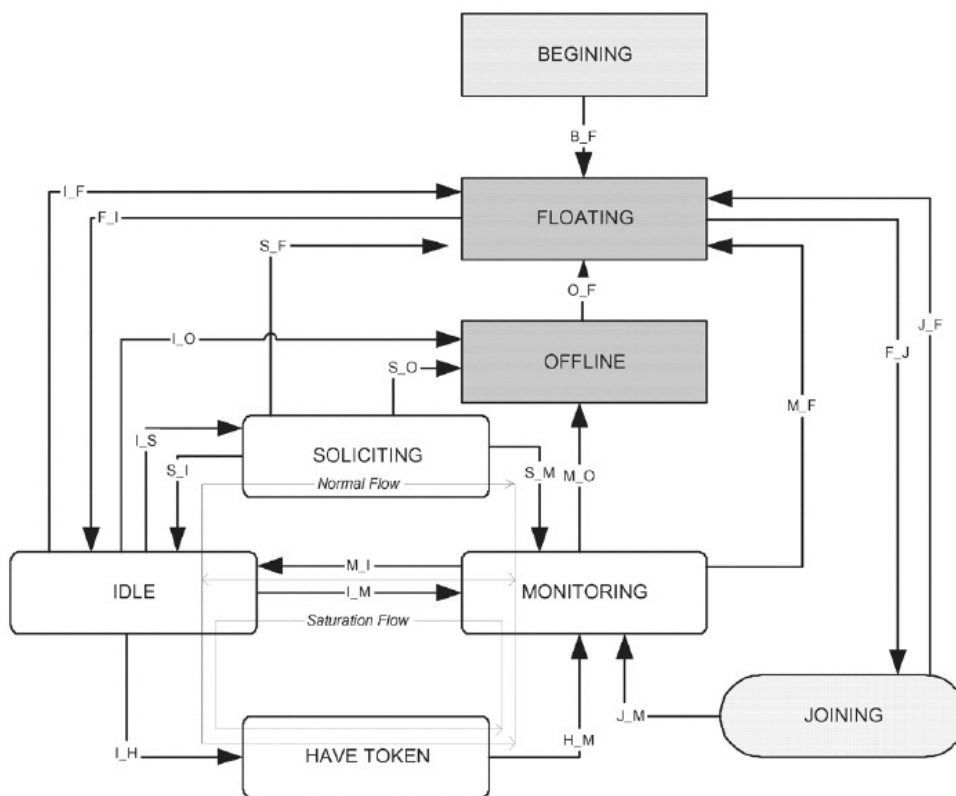 BEGINING
B_F
I_F
FLOATING
F_I
S_F
O_F
J_F
I_O
F_J
OFFLINE
S_O
M_F
I_S
SOLICITING
S_I
S_M
M_O
Normal Flow
M_I
IDLE
I_M
MONITORING
Saturation Flow
J_M
JOINING
H_M
I_H
HAVE TOKEN